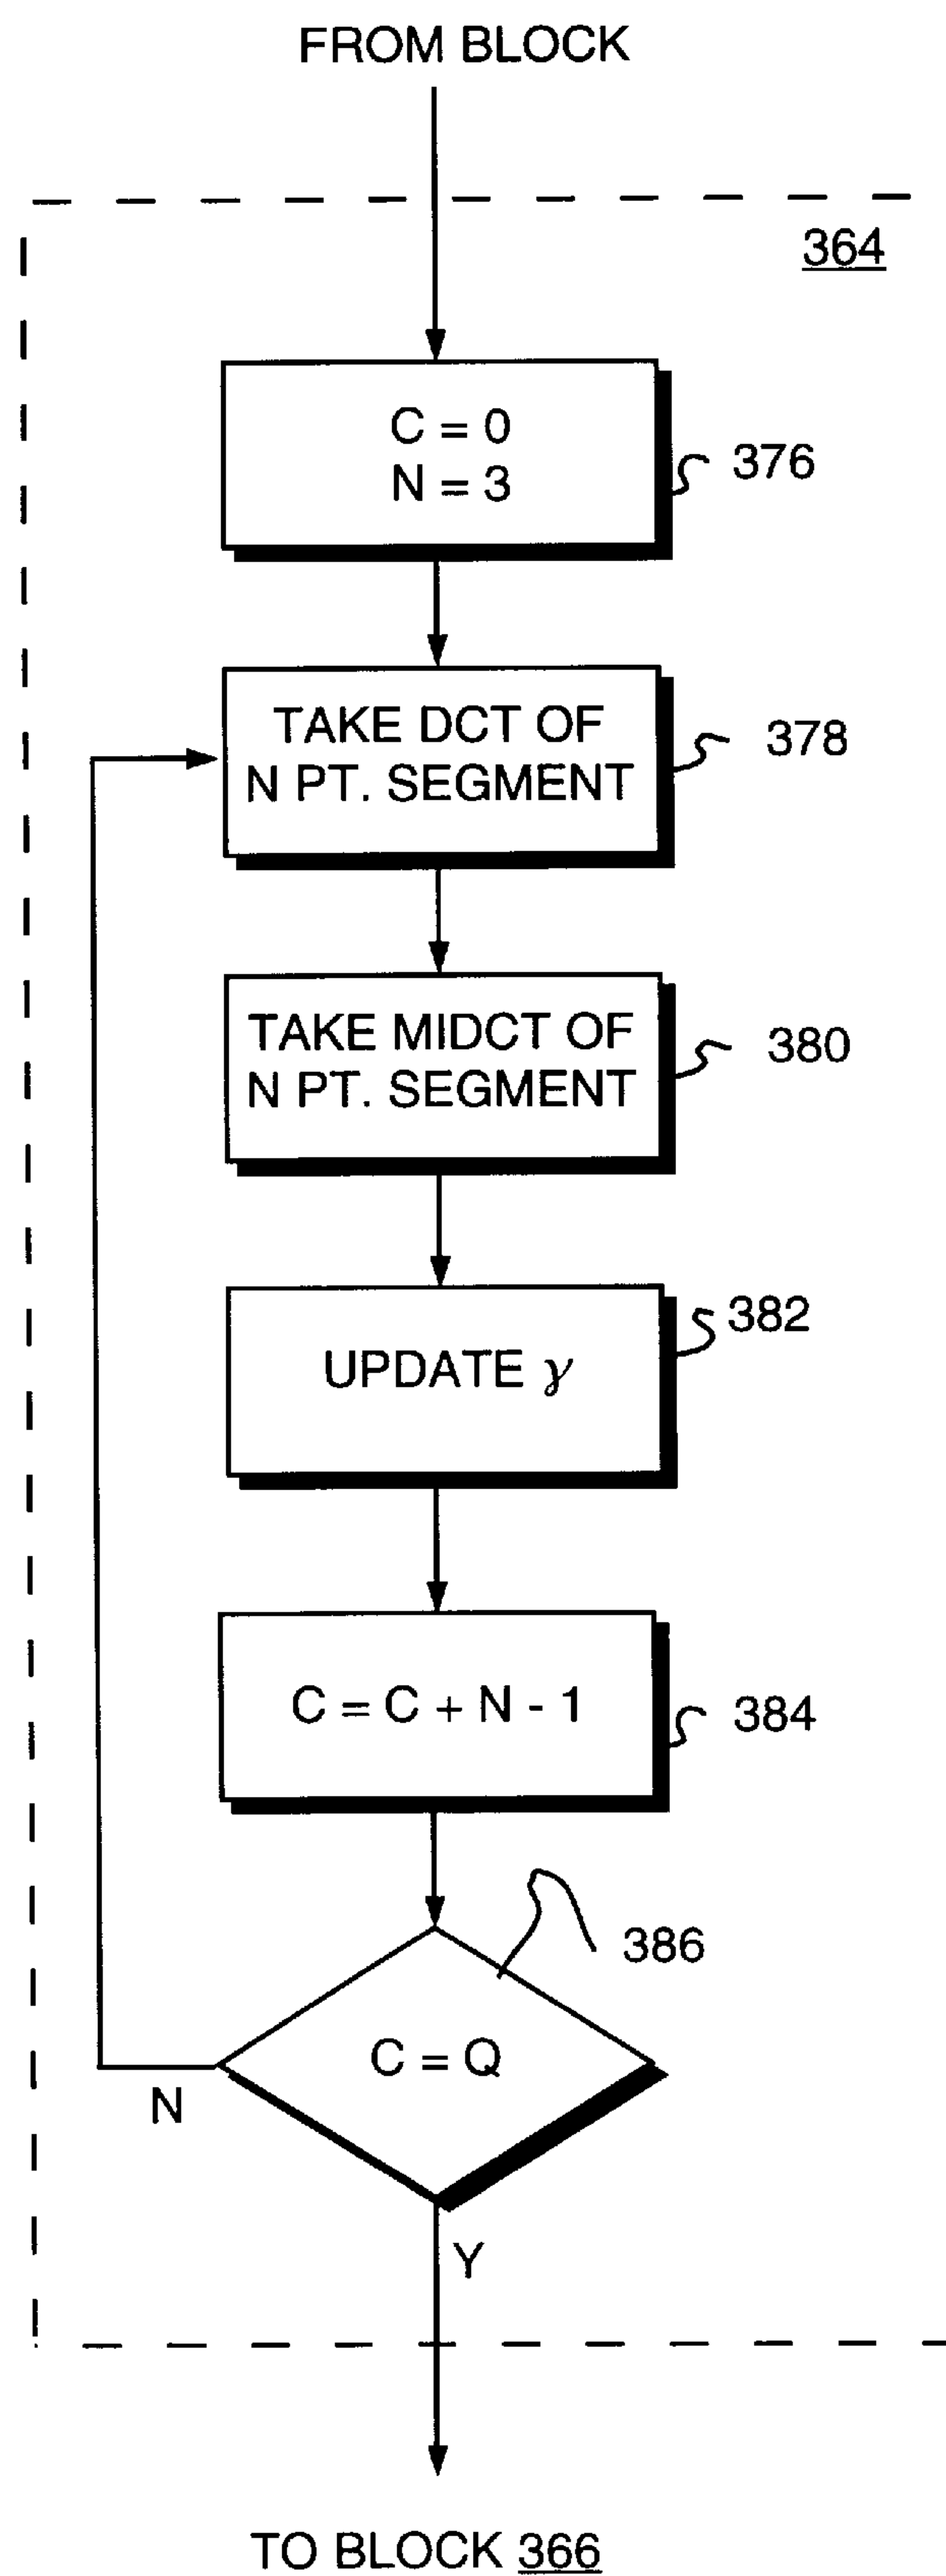 FROM BLOCK
364
C = 0
N = 3
376
TAKE DCT OF
N PT. SEGMENT
378
TAKE MIDCT OF
N PT. SEGMENT
380
UPDATE γ
382
C = C + N - 1
384
386
C = Q
N
Y
TO BLOCK 366